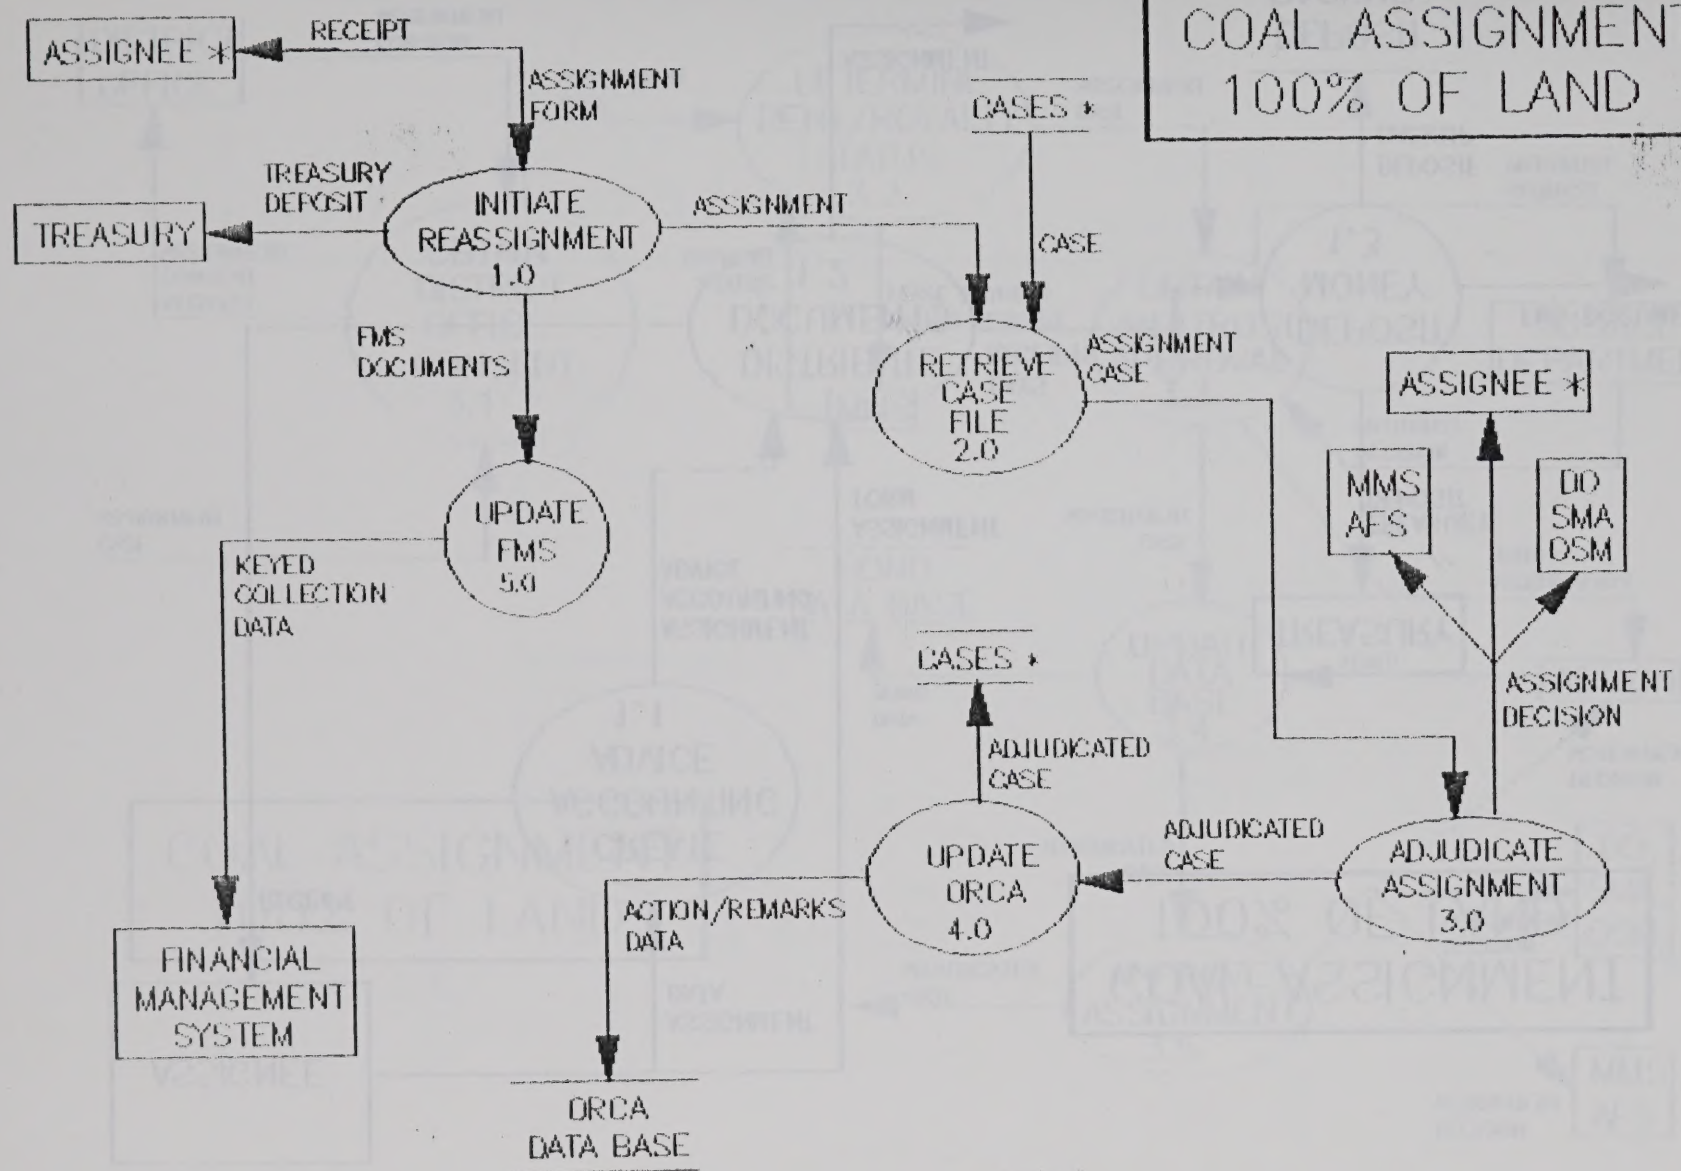 COAL ASSIGNMENT
100% OF LAND
ASSIGNEE *
RECEIPT
ASSIGNMENT
FORM
CASES *
TREASURY
DEPOSIT
TREASURY
INITIATE
REASSIGNMENT
1.0
ASSIGNMENT
CASE
FMS
DOCUMENTS
RETRIEVE
CASE
FILE
2.0
ASSIGNMENT
CASE
ASSIGNEE *
MMS
AFS
DO
SMA
OSM
UPDATE
FMS
5.0
KEYED
COLLECTION
DATA
CASES *
ASSIGNMENT
DECISION
ADJUDICATED
CASE
UPDATE
ORCA
4.0
ADJUDICATED
CASE
ADJUDICATE
ASSIGNMENT
3.0
ACTION/REMARKS
DATA
FINANCIAL
MANAGEMENT
SYSTEM
ORCA
DATA BASE